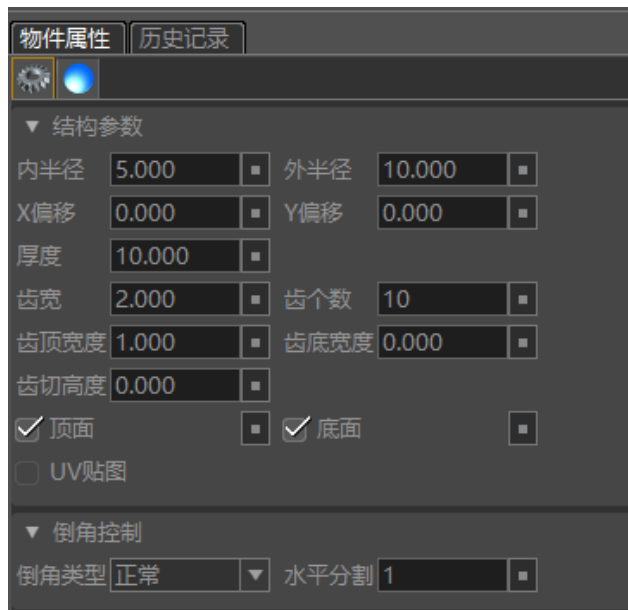 物件属性 历史记录
结构参数
内半径 5.000 外半径 10.000
X偏移 0.000 Y偏移 0.000
厚度 10.000
齿宽 2.000 齿个数 10
齿顶宽度 1.000 齿底宽度 0.000
齿切高度 0.000
顶面 底面
UV贴图
倒角控制
倒角类型 正常 水平分割 1